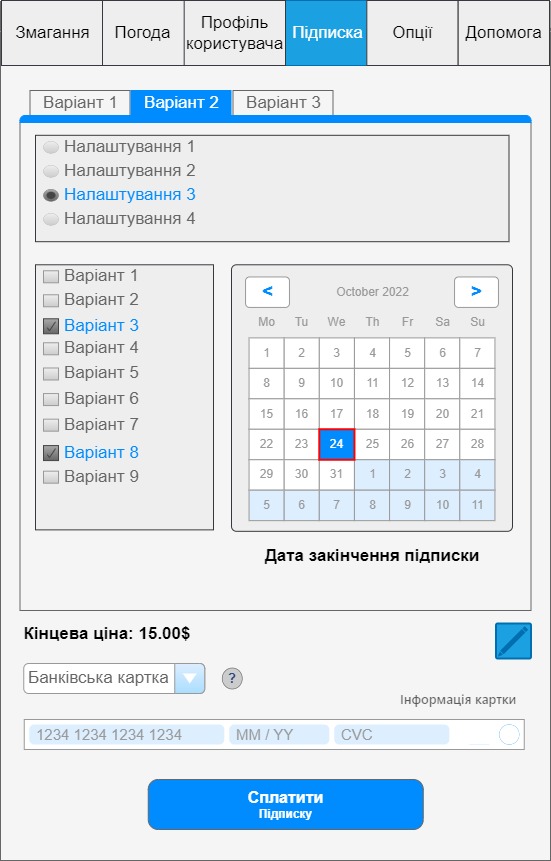 Змагання Погода Профіль користувача Підписка Опції Допомога
Варіант 1 Варіант 2 Варіант 3
Налаштування 1
Налаштування 2
Налаштування 3
Налаштування 4
Варіант 1
Варіант 2
Варіант 3
Варіант 4
Варіант 5
Варіант 6
Варіант 7
Варіант 8
Варіант 9
< October 2022 >
Mo Tu We Th Fr Sa Su
1 2 3 4 5 6 7
8 9 10 11 12 13 14
15 16 17 18 19 20 21
22 23 24 25 26 27 28
29 30 31 1 2 3 4
5 6 7 8 9 10 11
Дата закінчення підписки
Кінцева ціна: 15.00$
Банківська картка ?
Інформація картки
1234 1234 1234 1234 MM / YY CVC
Сплатити
Підписку